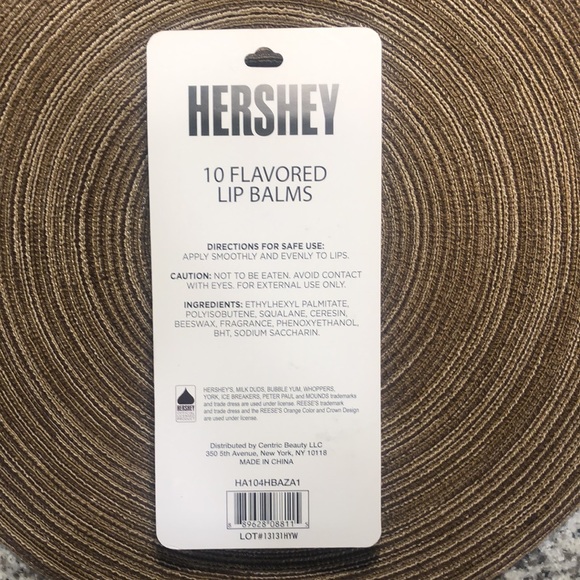 HERSHEY
10 FLAVORED
LIP BALMS
DIRECTIONS FOR SAFE USE:
APPLY SMOOTHLY AND EVENLY TO LIPS.
CAUTION: NOT TO BE EATEN. AVOID CONTACT
WITH EYES. FOR EXTERNAL USE ONLY.
INGREDIENTS: ETHYLHEXYL PALMITATE,
POLYISOBUTENE, SQUALANE, CERESIN,
BEESWAX, FRAGRANCE, PHENOXYETHANOL,
BHT, SODIUM SACCHARIN.
HERSHEY'S, MILK DUDS, BUBBLE YUM, WHOPPERS,
YORK, ICE BREAKERS, PETER PAUL and MOUNDS trademarks
and trade dress are used under license. REESE'S trademark
and trade dress and the REESE'S Orange Color and Crown Design
are used under license.
HERSHEY
Distributed by Centric Beauty LLC
350 5th Avenue, New York, NY 10118
MADE IN CHINA
HA104HBAZA1
8 89628 08811 5
LOT#13131HYW